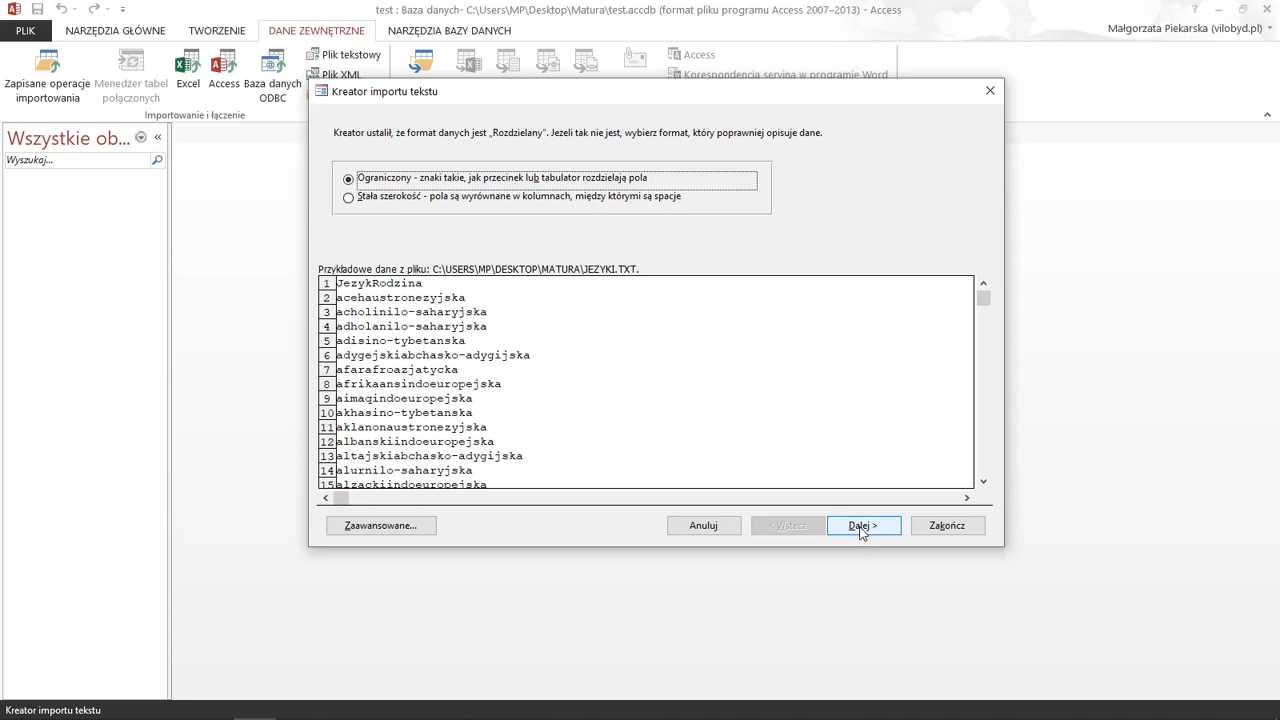 test : Baza danych- C:\Users\MP\Desktop\Matura\test.accdb (format pliku programu Access 2007–2013) - Access
PLIK
NARZĘDZIA GŁÓWNE
TWORZENIE
DANE ZEWNĘTRZNE
NARZĘDZIA BAZY DANYCH
Małgorzata Piekarska (vilobyd.pl)
Zapisane operacje importowania
Menedżer tabel połączonych
Excel
Access
Baza danych ODBC
Plik tekstowy
Plik XML
Access
Korespondencja seryjna w programie Word
Importowanie i łączenie
Wszystkie ob... «
Wyszukaj...
Kreator importu tekstu
Kreator ustalił, że format danych jest „Rozdzielany”. Jeżeli tak nie jest, wybierz format, który poprawniej opisuje dane.
Ograniczony - znaki takie, jak przecinek lub tabulator rozdzielają pola
Stała szerokość - pola są wyrównane w kolumnach, między którymi są spacje
Przykładowe dane z pliku: C:\USERS\MP\DESKTOP\MATURA\JEZYKI.TXT.
1 JezykRodzina
2 acehaustronezyjska
3 acholinilo-saharyjska
4 adholanilo-saharyjska
5 adisino-tybetanska
6 adygejskiabchasko-adygijska
7 afarafroazjatycka
8 afrikaansindoeuropejska
9 aimaqindoeuropejska
10 akhasino-tybetanska
11 aklanonaustronezyjska
12 albanskiindoeuropejska
13 altajskiabchasko-adygijska
14 alurnilo-saharyjska
15 alzackiindoeuropejska
Zaawansowane...
Anuluj
< Wstecz
Dalej >
Zakończ
Kreator importu tekstu